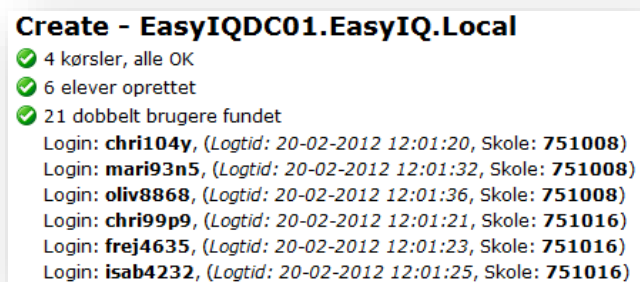 Create - EasyIQDC01.EasyIQ.Local
4 kørsler, alle OK
6 elever oprettet
21 dobbelt brugere fundet
Login: chri104y, (Logtid: 20-02-2012 12:01:20, Skole: 751008)
Login: mari93n5, (Logtid: 20-02-2012 12:01:32, Skole: 751008)
Login: oliv8868, (Logtid: 20-02-2012 12:01:36, Skole: 751008)
Login: chri99p9, (Logtid: 20-02-2012 12:01:21, Skole: 751016)
Login: frej4635, (Logtid: 20-02-2012 12:01:23, Skole: 751016)
Login: isab4232, (Logtid: 20-02-2012 12:01:25, Skole: 751016)